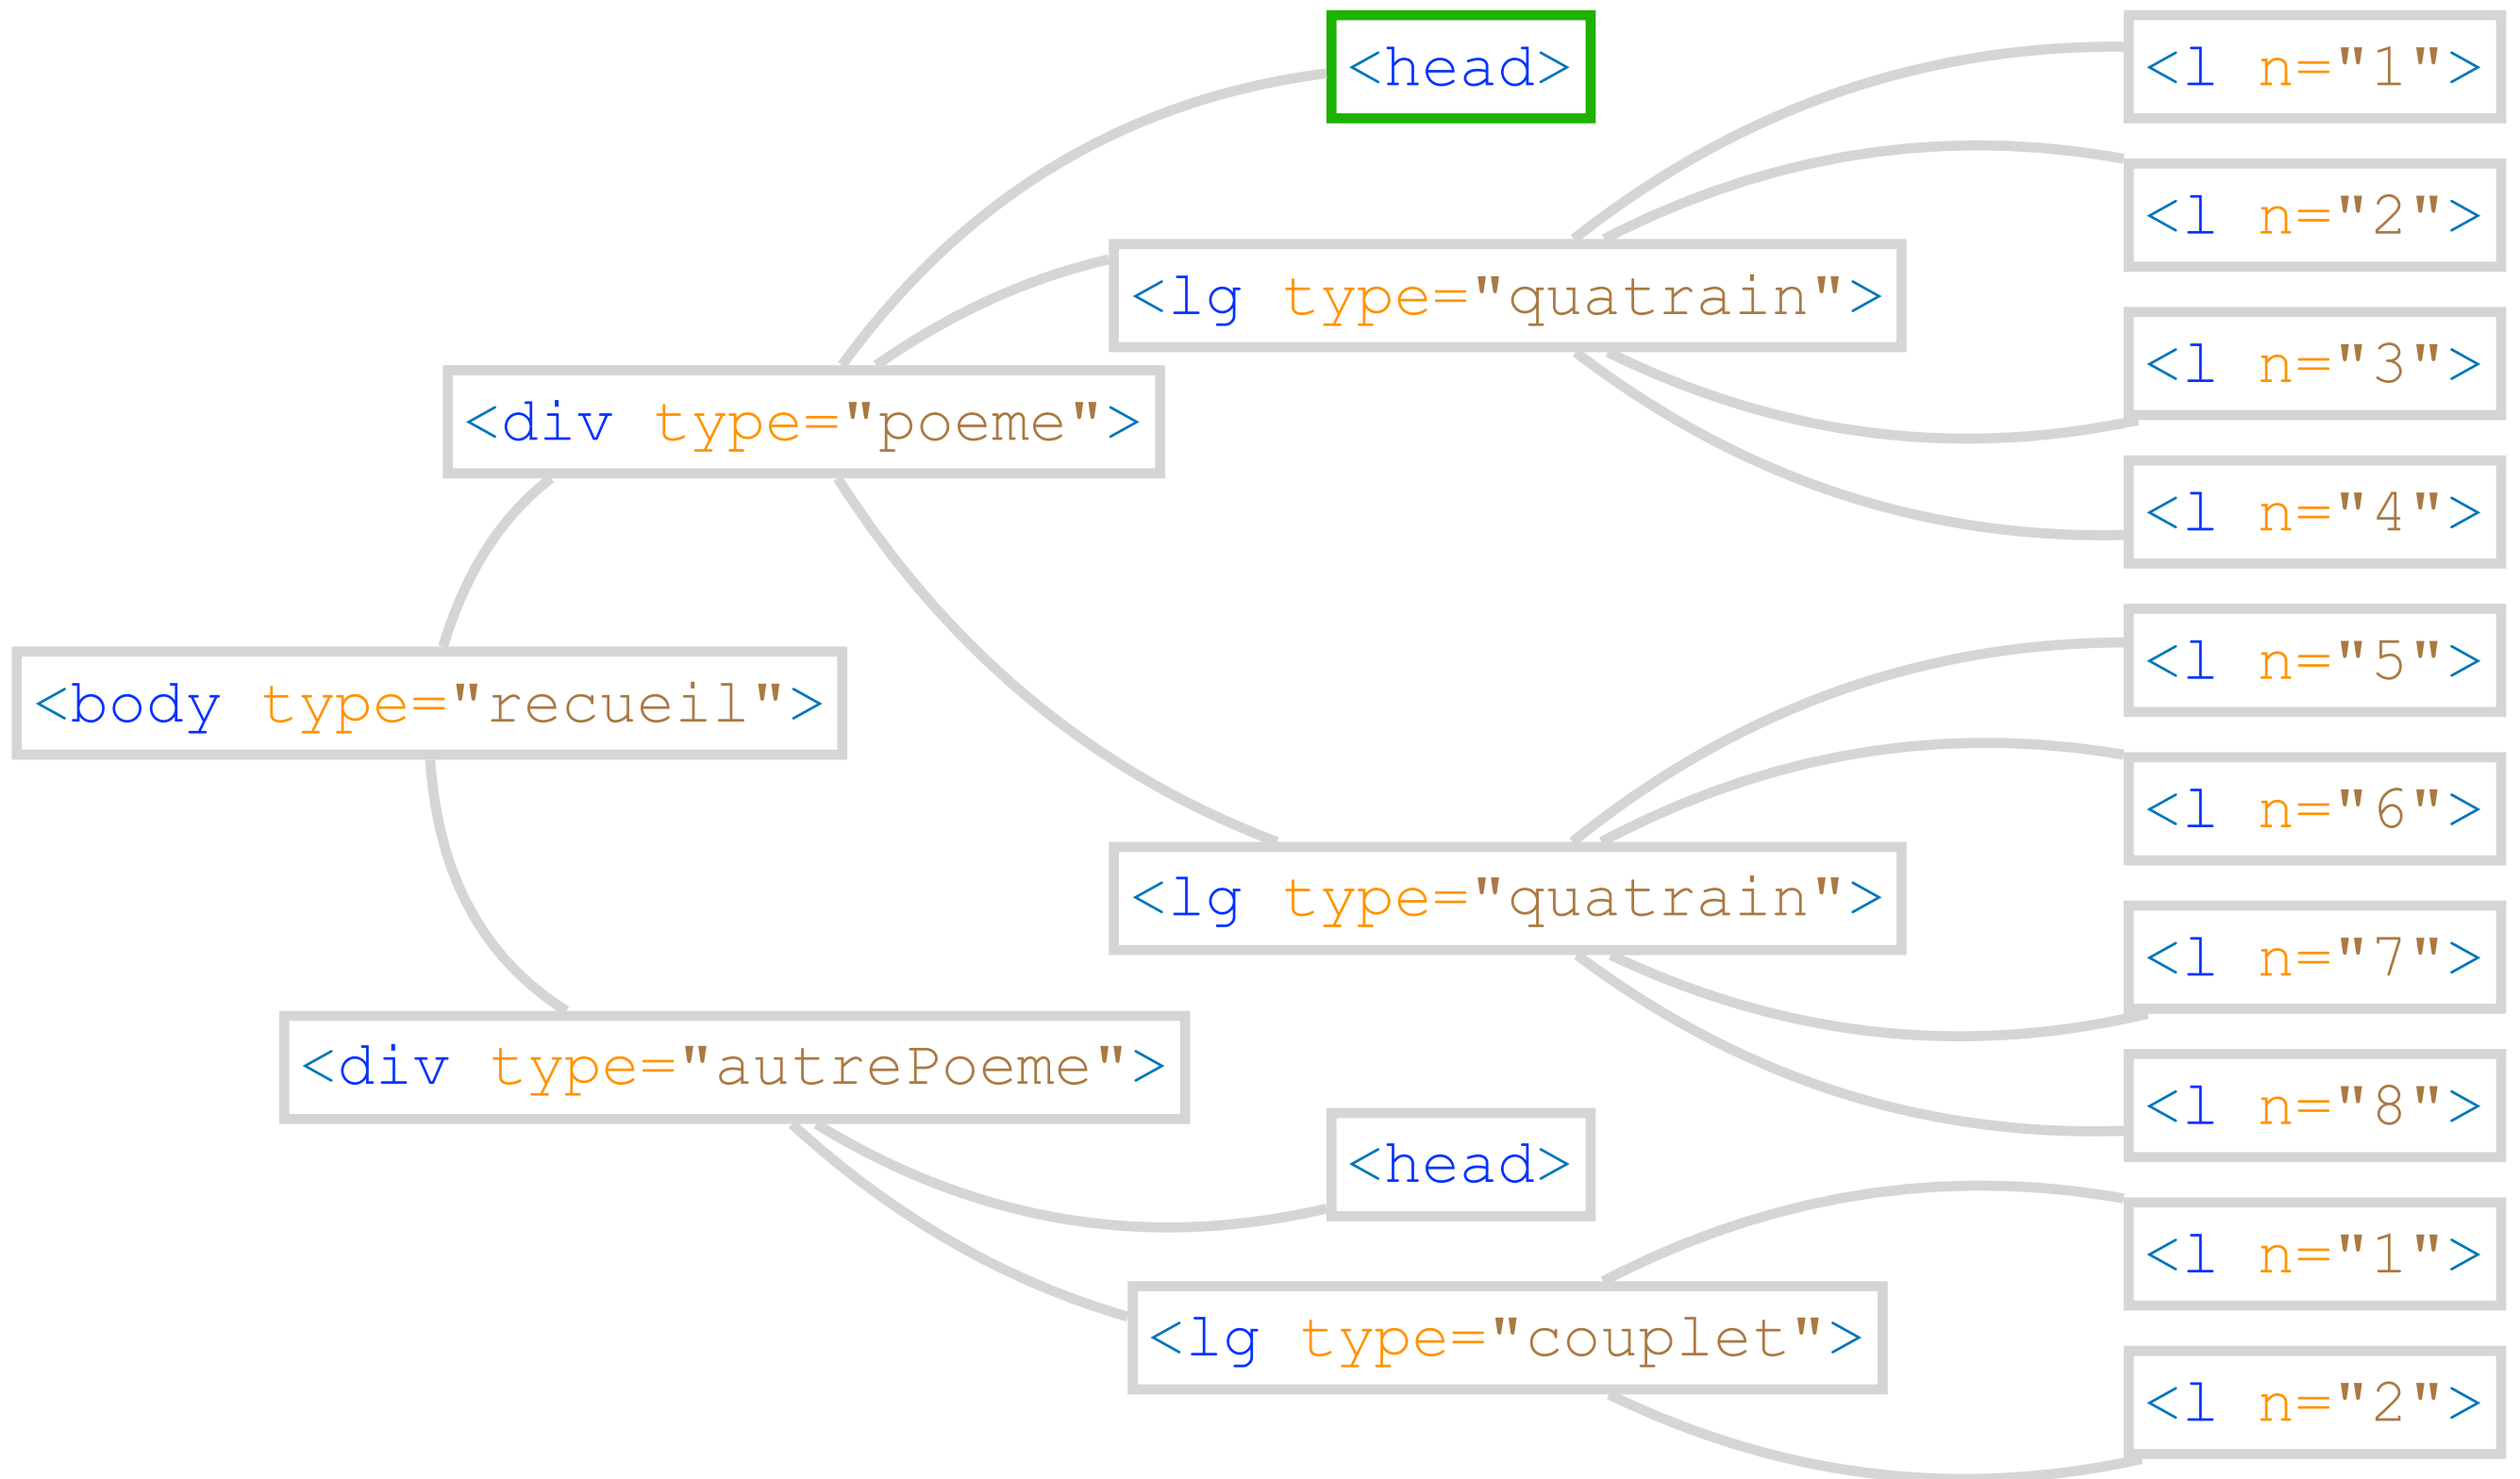 <head>
<l n="1">
<l n="2">
<lg type="quatrain">
<l n="3">
<div type="poeme">
<l n="4">
<l n="5">
<body type="recueil">
<l n="6">
<lg type="quatrain">
<l n="7">
<div type="autrePoeme">
<l n="8">
<head>
<l n="1">
<lg type="couplet">
<l n="2">